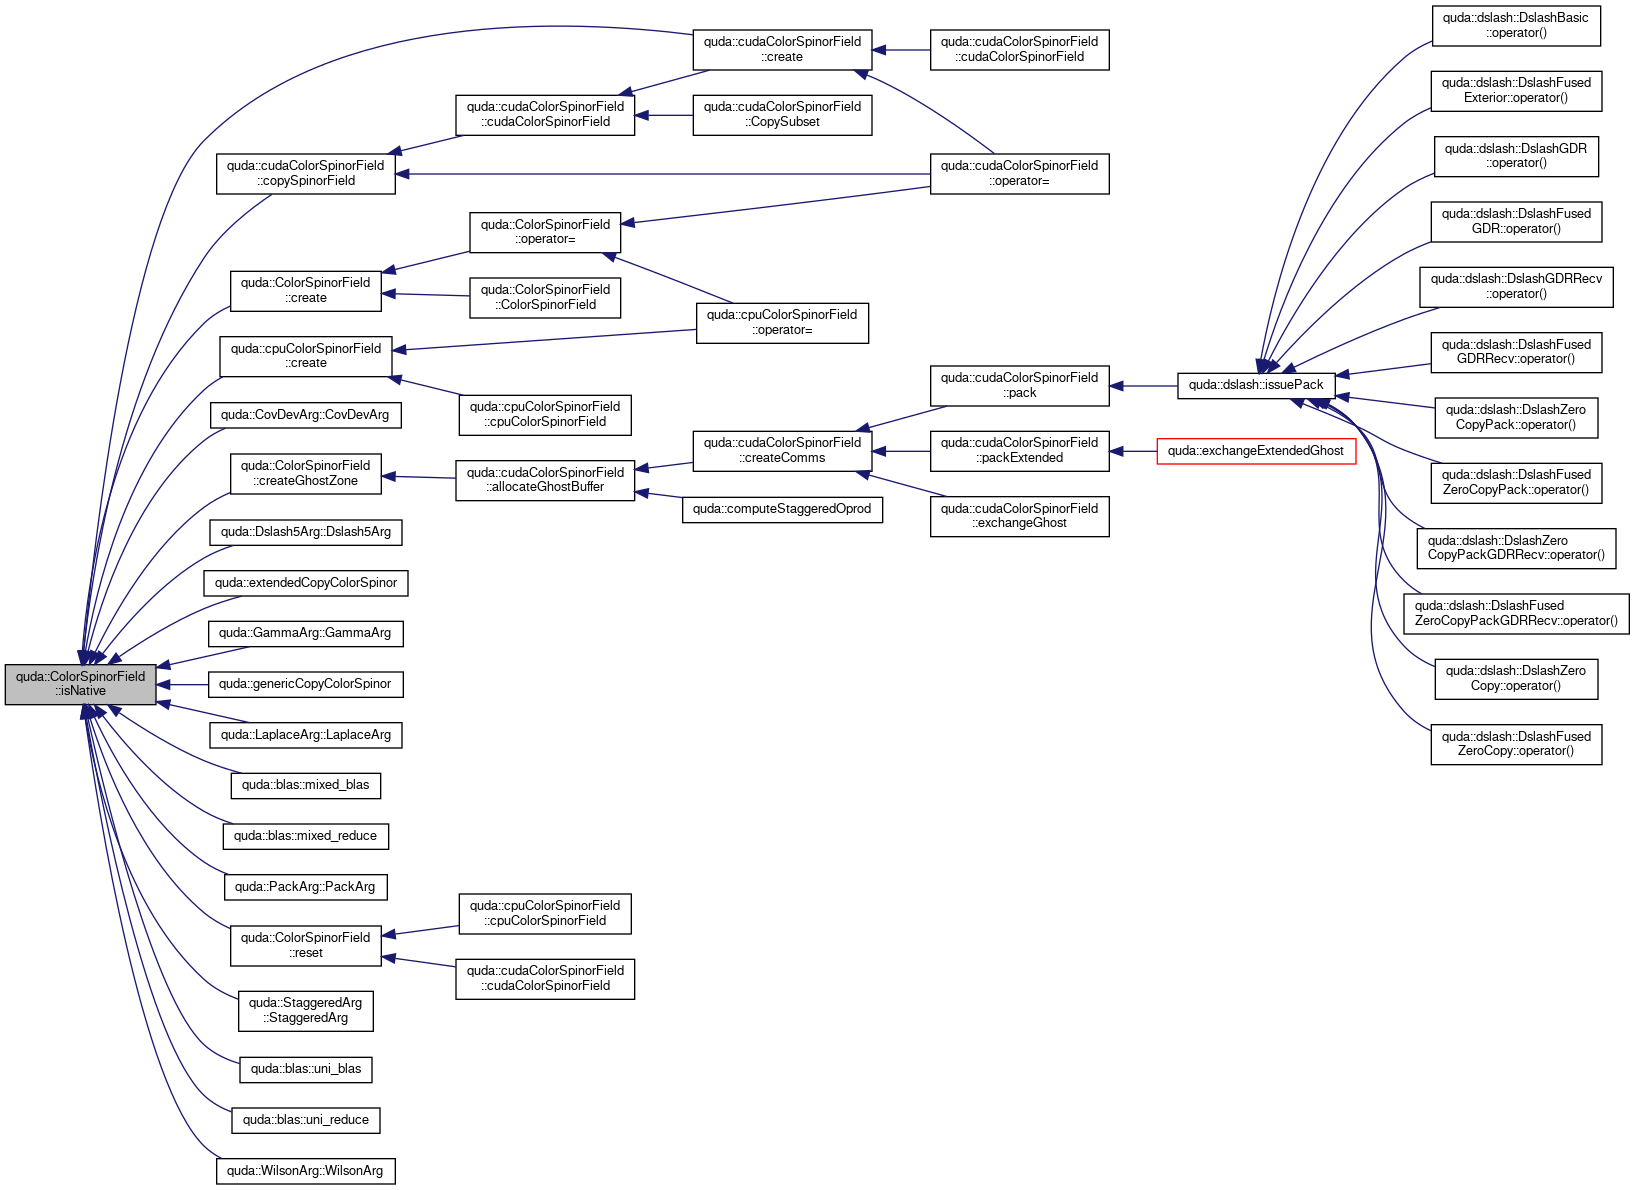 quda::ColorSpinorField
::isNative
quda::cudaColorSpinorField
::create
quda::cudaColorSpinorField
::cudaColorSpinorField
quda::cudaColorSpinorField
::cudaColorSpinorField
quda::cudaColorSpinorField
::CopySubset
quda::cudaColorSpinorField
::copySpinorField
quda::cudaColorSpinorField
::operator=
quda::ColorSpinorField
::operator=
quda::ColorSpinorField
::create
quda::ColorSpinorField
::ColorSpinorField
quda::cpuColorSpinorField
::operator=
quda::cpuColorSpinorField
::create
quda::cpuColorSpinorField
::cpuColorSpinorField
quda::CovDevArg::CovDevArg
quda::ColorSpinorField
::createGhostZone
quda::cudaColorSpinorField
::allocateGhostBuffer
quda::cudaColorSpinorField
::createComms
quda::computeStaggeredOprod
quda::cudaColorSpinorField
::pack
quda::cudaColorSpinorField
::packExtended
quda::cudaColorSpinorField
::exchangeGhost
quda::exchangeExtendedGhost
quda::dslash::issuePack
quda::dslash::DslashBasic
::operator()
quda::dslash::DslashFused
Exterior::operator()
quda::dslash::DslashGDR
::operator()
quda::dslash::DslashFused
GDR::operator()
quda::dslash::DslashGDRRecv
::operator()
quda::dslash::DslashFused
GDRRecv::operator()
quda::dslash::DslashZero
CopyPack::operator()
quda::dslash::DslashFused
ZeroCopyPack::operator()
quda::dslash::DslashZero
CopyPackGDRRecv::operator()
quda::dslash::DslashFused
ZeroCopyPackGDRRecv::operator()
quda::dslash::DslashZero
Copy::operator()
quda::dslash::DslashFused
ZeroCopy::operator()
quda::Dslash5Arg::Dslash5Arg
quda::extendedCopyColorSpinor
quda::GammaArg::GammaArg
quda::genericCopyColorSpinor
quda::LaplaceArg::LaplaceArg
quda::blas::mixed_blas
quda::blas::mixed_reduce
quda::PackArg::PackArg
quda::ColorSpinorField
::reset
quda::cpuColorSpinorField
::cpuColorSpinorField
quda::cudaColorSpinorField
::cudaColorSpinorField
quda::StaggeredArg
::StaggeredArg
quda::blas::uni_blas
quda::blas::uni_reduce
quda::WilsonArg::WilsonArg